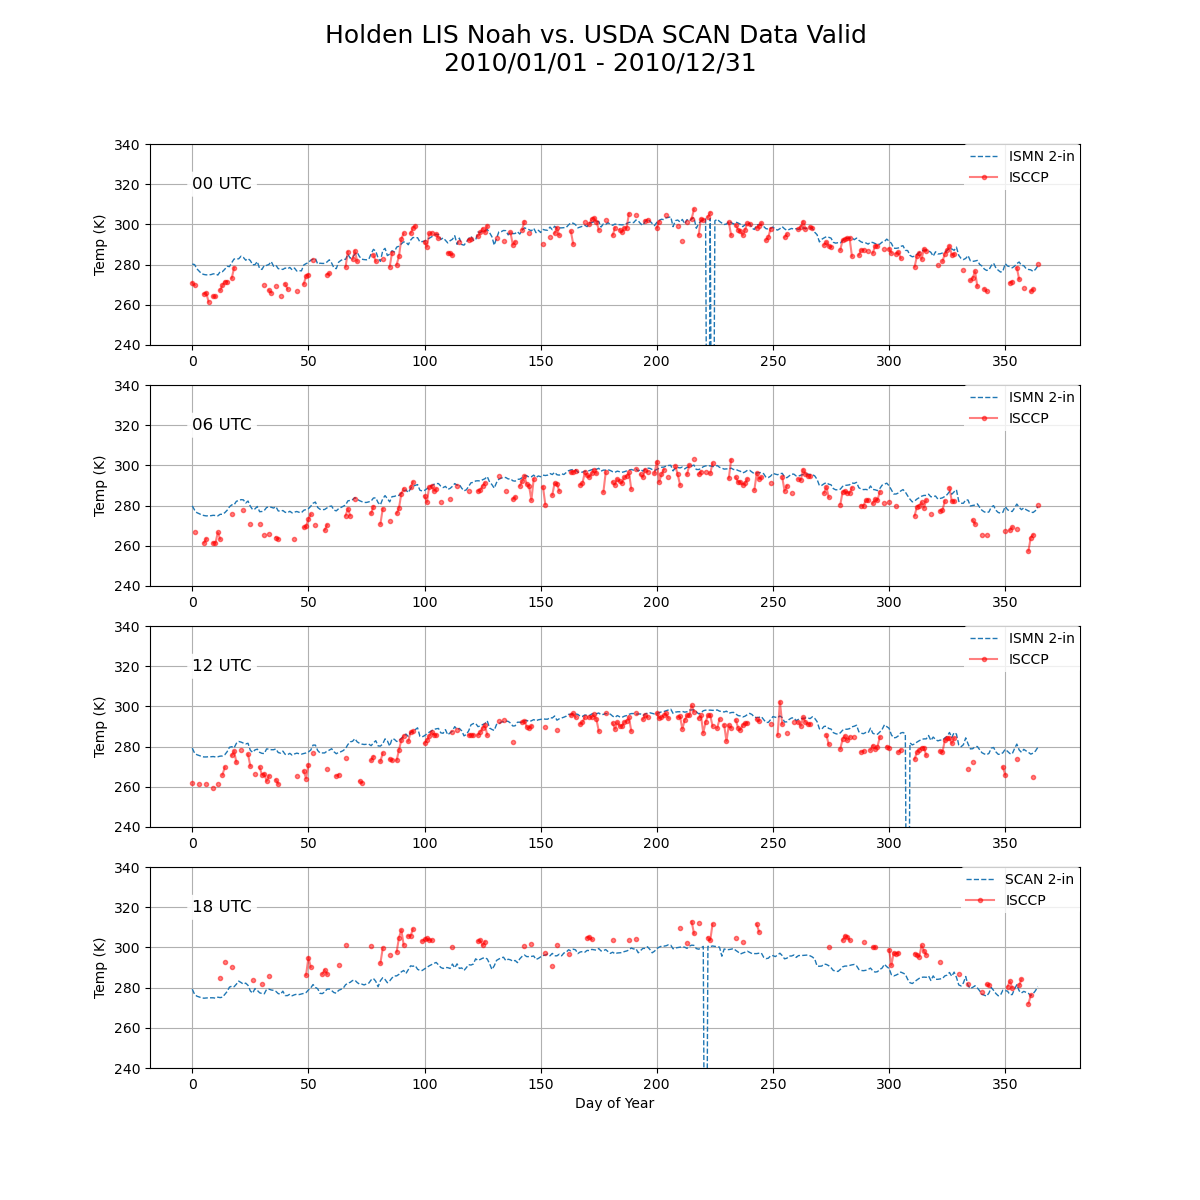 Holden LIS Noah vs. USDA SCAN Data Valid
2010/01/01 - 2010/12/31
340
320
300
280
260
240
Temp (K)
00 UTC
ISMN 2-in
ISCCP
0 50 100 150 200 250 300 350
340
320
300
280
260
240
Temp (K)
06 UTC
ISMN 2-in
ISCCP
0 50 100 150 200 250 300 350
340
320
300
280
260
240
Temp (K)
12 UTC
ISMN 2-in
ISCCP
0 50 100 150 200 250 300 350
340
320
300
280
260
240
Temp (K)
18 UTC
SCAN 2-in
ISCCP
0 50 100 150 200 250 300 350
Day of Year